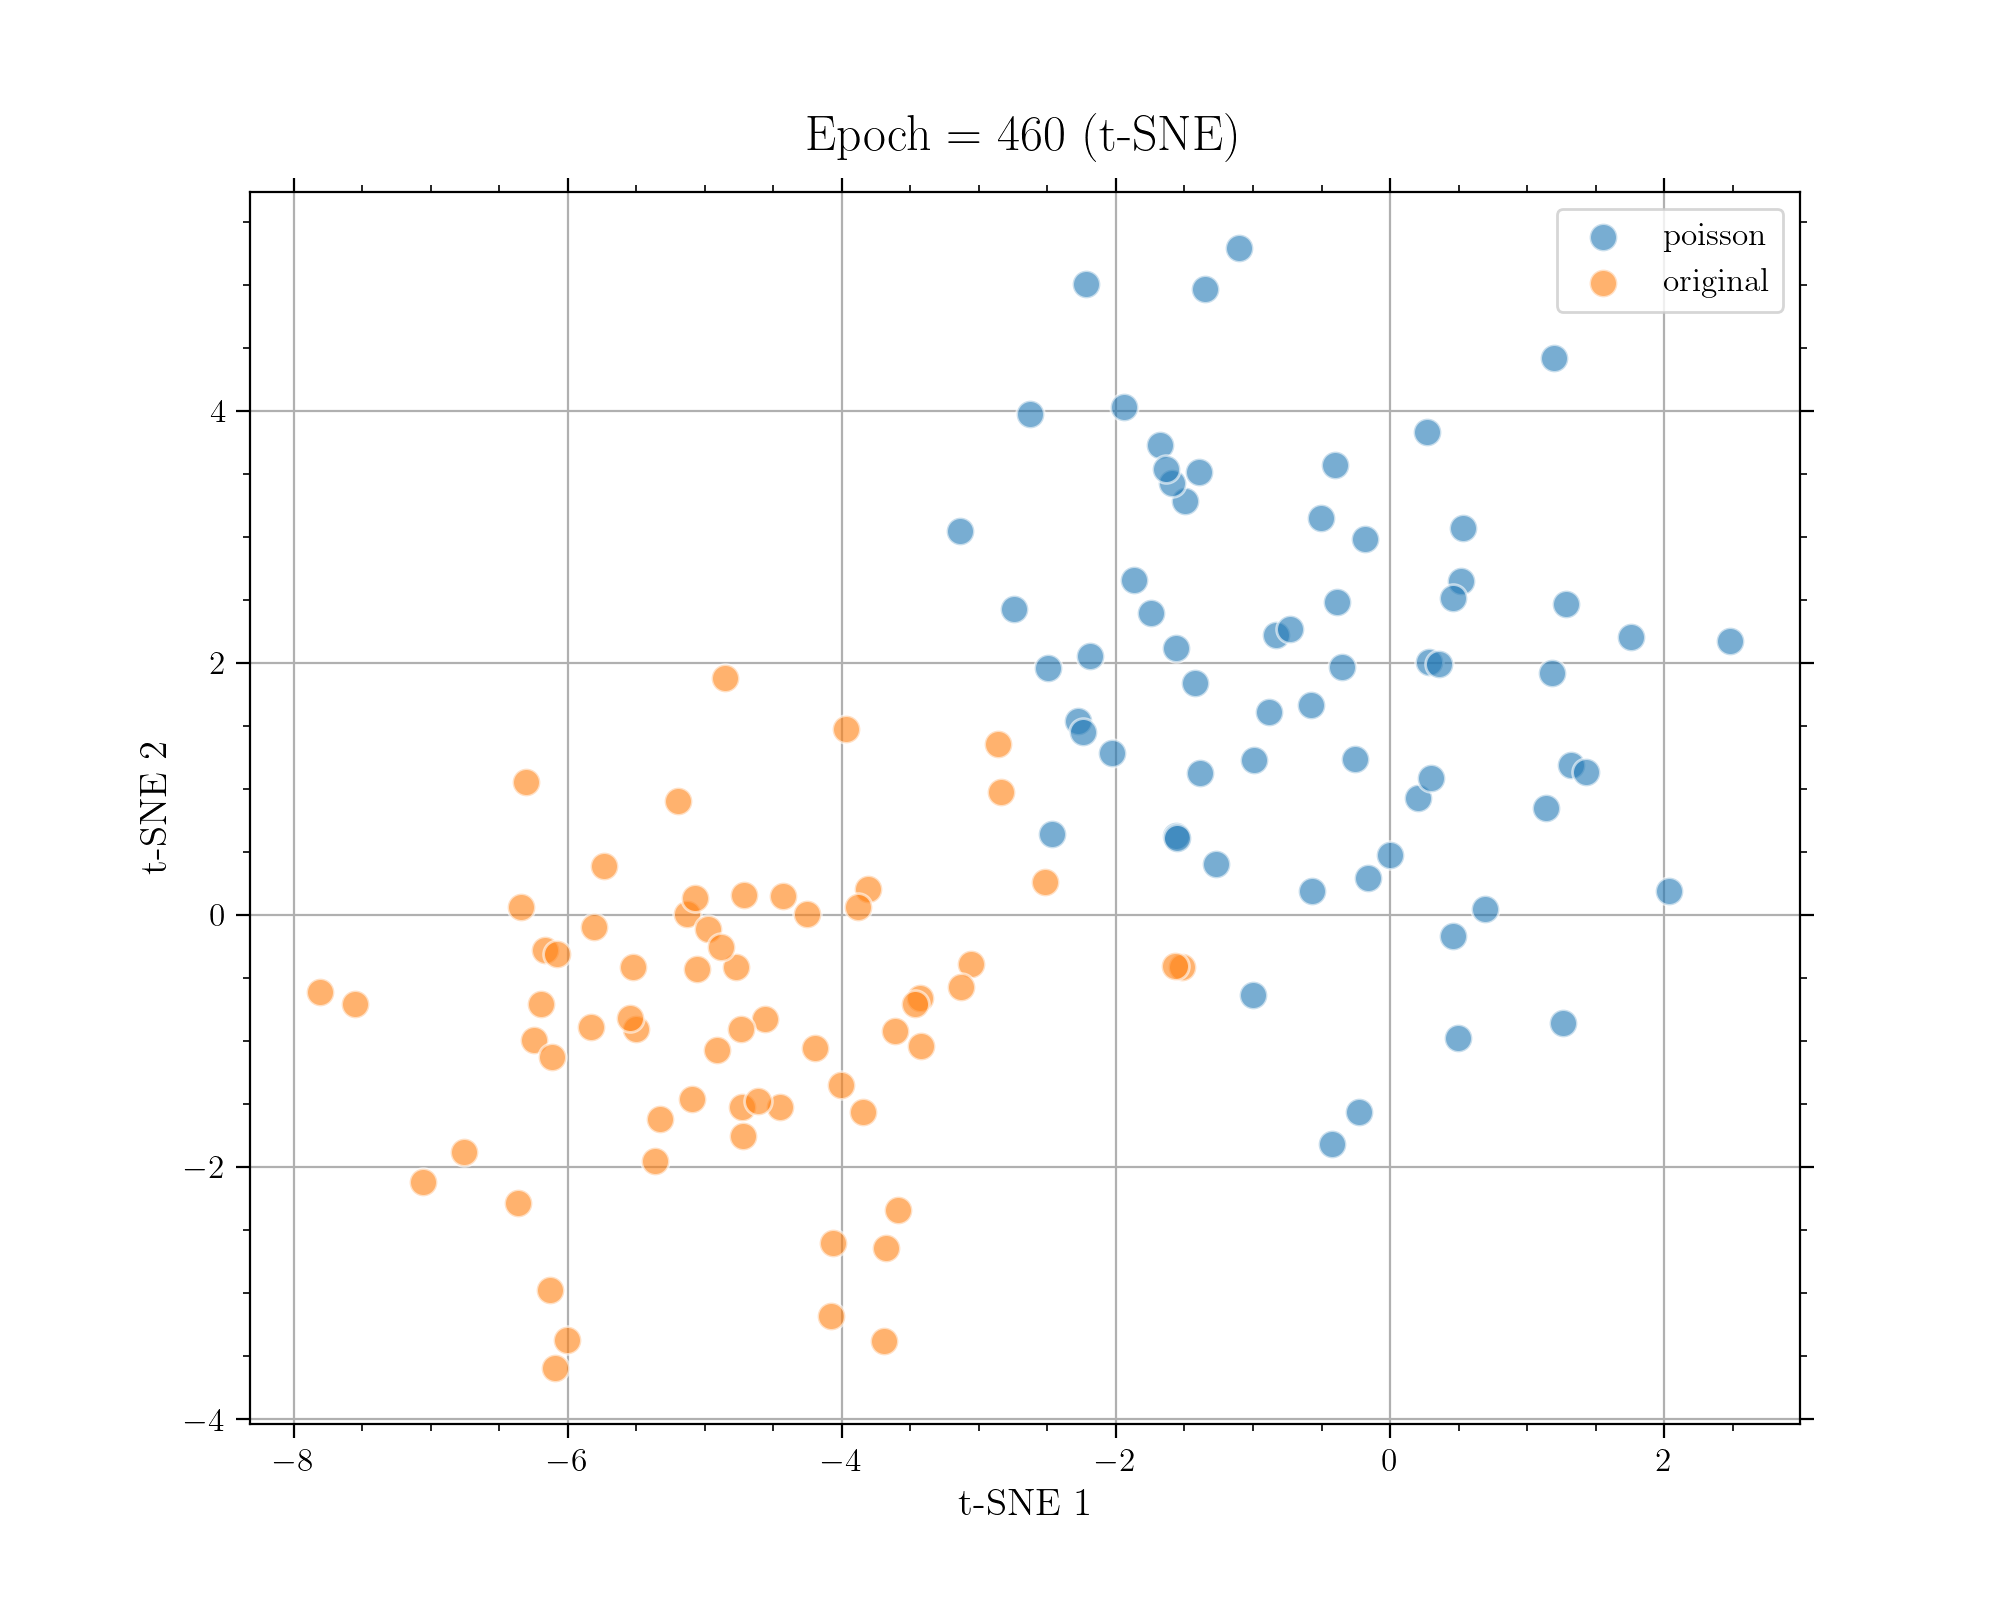 Epoch = 460 (t-SNE)
poisson
original
t-SNE 2
4
2
0
−2
−4
−8
−6
−4
−2
0
2
t-SNE 1